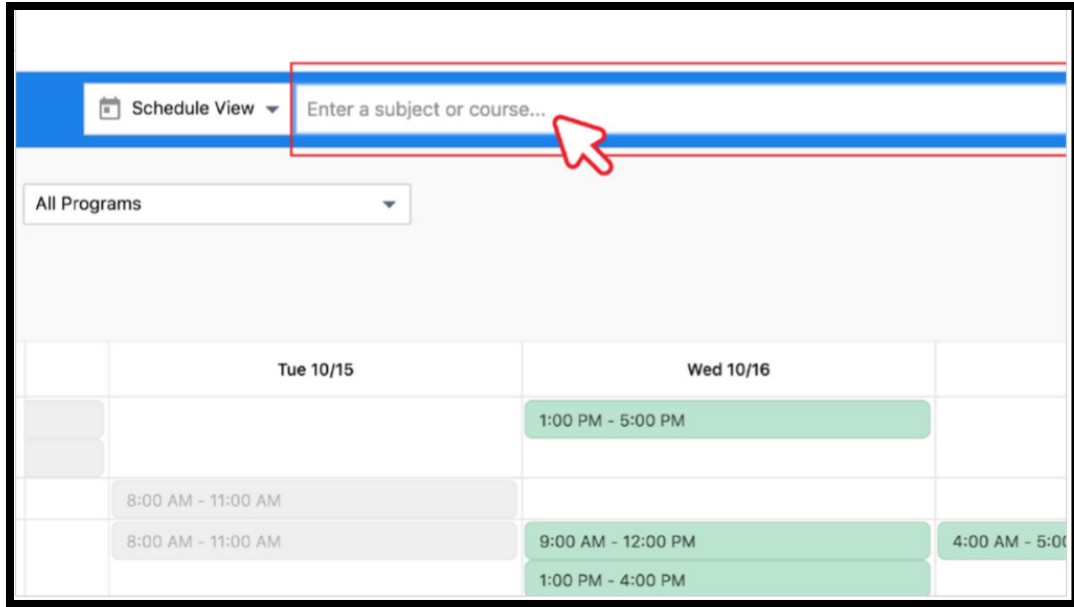 Schedule View
Enter a subject or course...
All Programs
Tue 10/15
Wed 10/16
1:00 PM - 5:00 PM
8:00 AM - 11:00 AM
8:00 AM - 11:00 AM
9:00 AM - 12:00 PM
4:00 AM - 5:00
1:00 PM - 4:00 PM